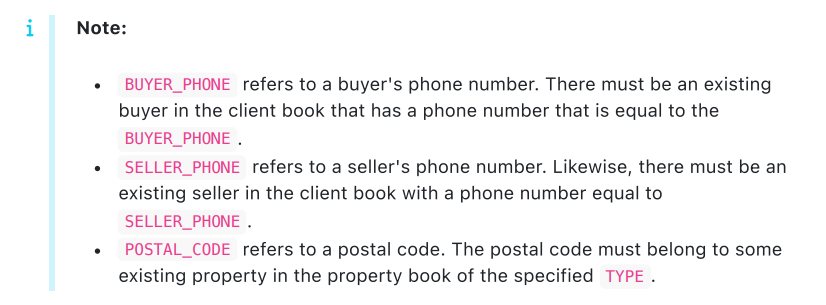 i Note:
• BUYER_PHONE refers to a buyer's phone number. There must be an existing
buyer in the client book that has a phone number that is equal to the
BUYER_PHONE.
• SELLER_PHONE refers to a seller's phone number. Likewise, there must be an
existing seller in the client book with a phone number equal to
SELLER_PHONE.
• POSTAL_CODE refers to a postal code. The postal code must belong to some
existing property in the property book of the specified TYPE.